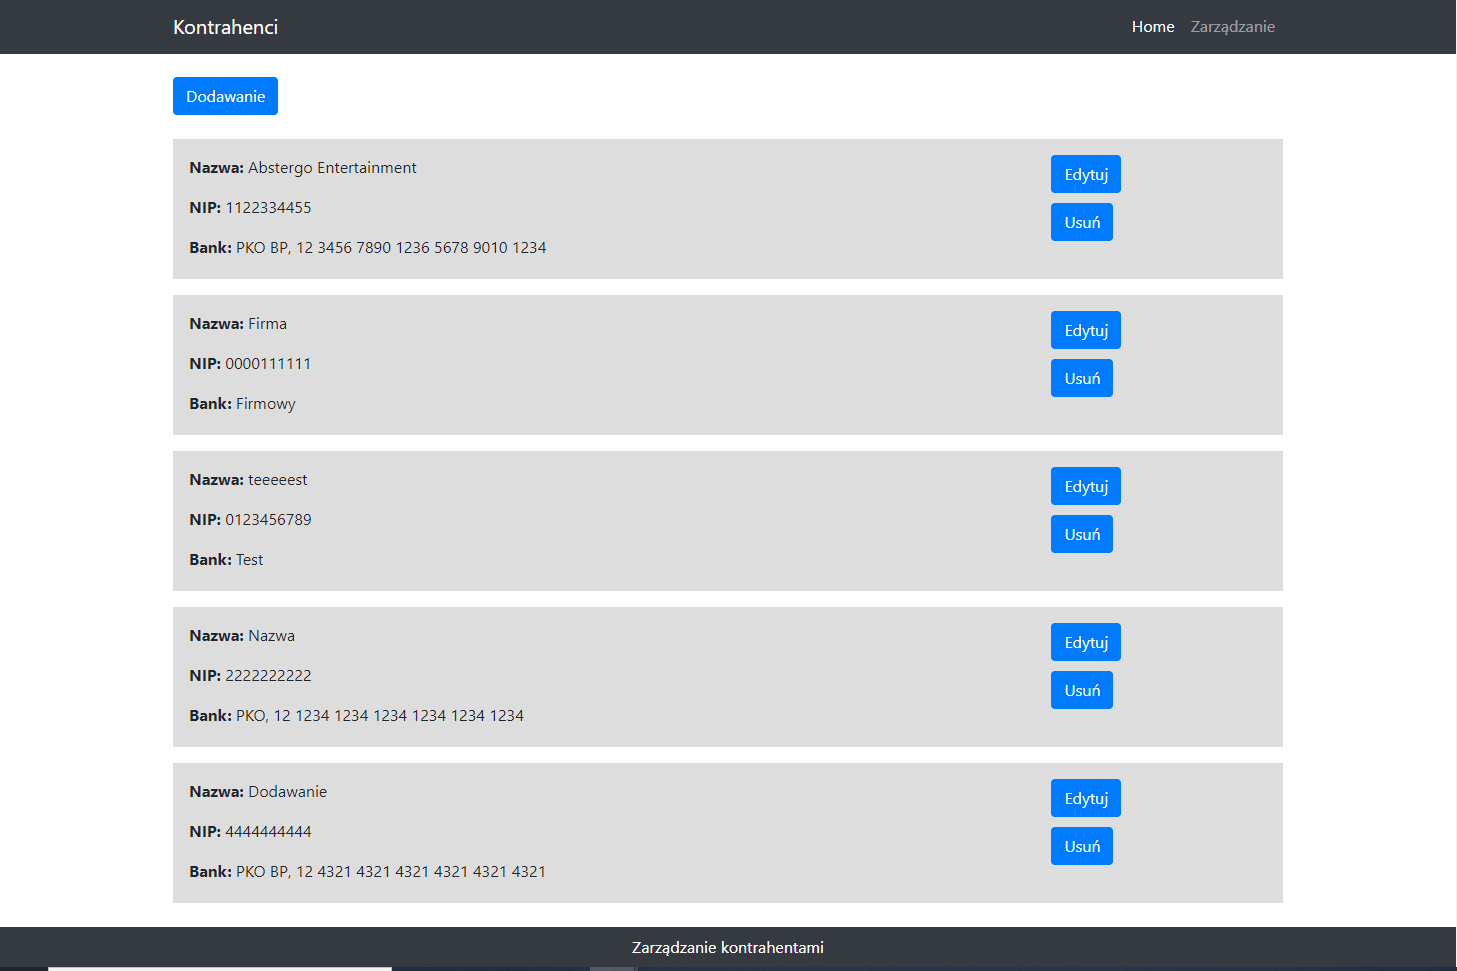 Kontrahenci
Home Zarządzanie
Dodawanie
Nazwa: Abstergo Entertainment
Edytuj
NIP: 1122334455
Usuń
Bank: PKO BP, 12 3456 7890 1236 5678 9010 1234
Nazwa: Firma
Edytuj
NIP: 0000111111
Usuń
Bank: Firmowy
Nazwa: teeeeest
Edytuj
NIP: 0123456789
Usuń
Bank: Test
Nazwa: Nazwa
Edytuj
NIP: 2222222222
Usuń
Bank: PKO, 12 1234 1234 1234 1234 1234 1234
Nazwa: Dodawanie
Edytuj
NIP: 4444444444
Usuń
Bank: PKO BP, 12 4321 4321 4321 4321 4321 4321
Zarządzanie kontrahentami